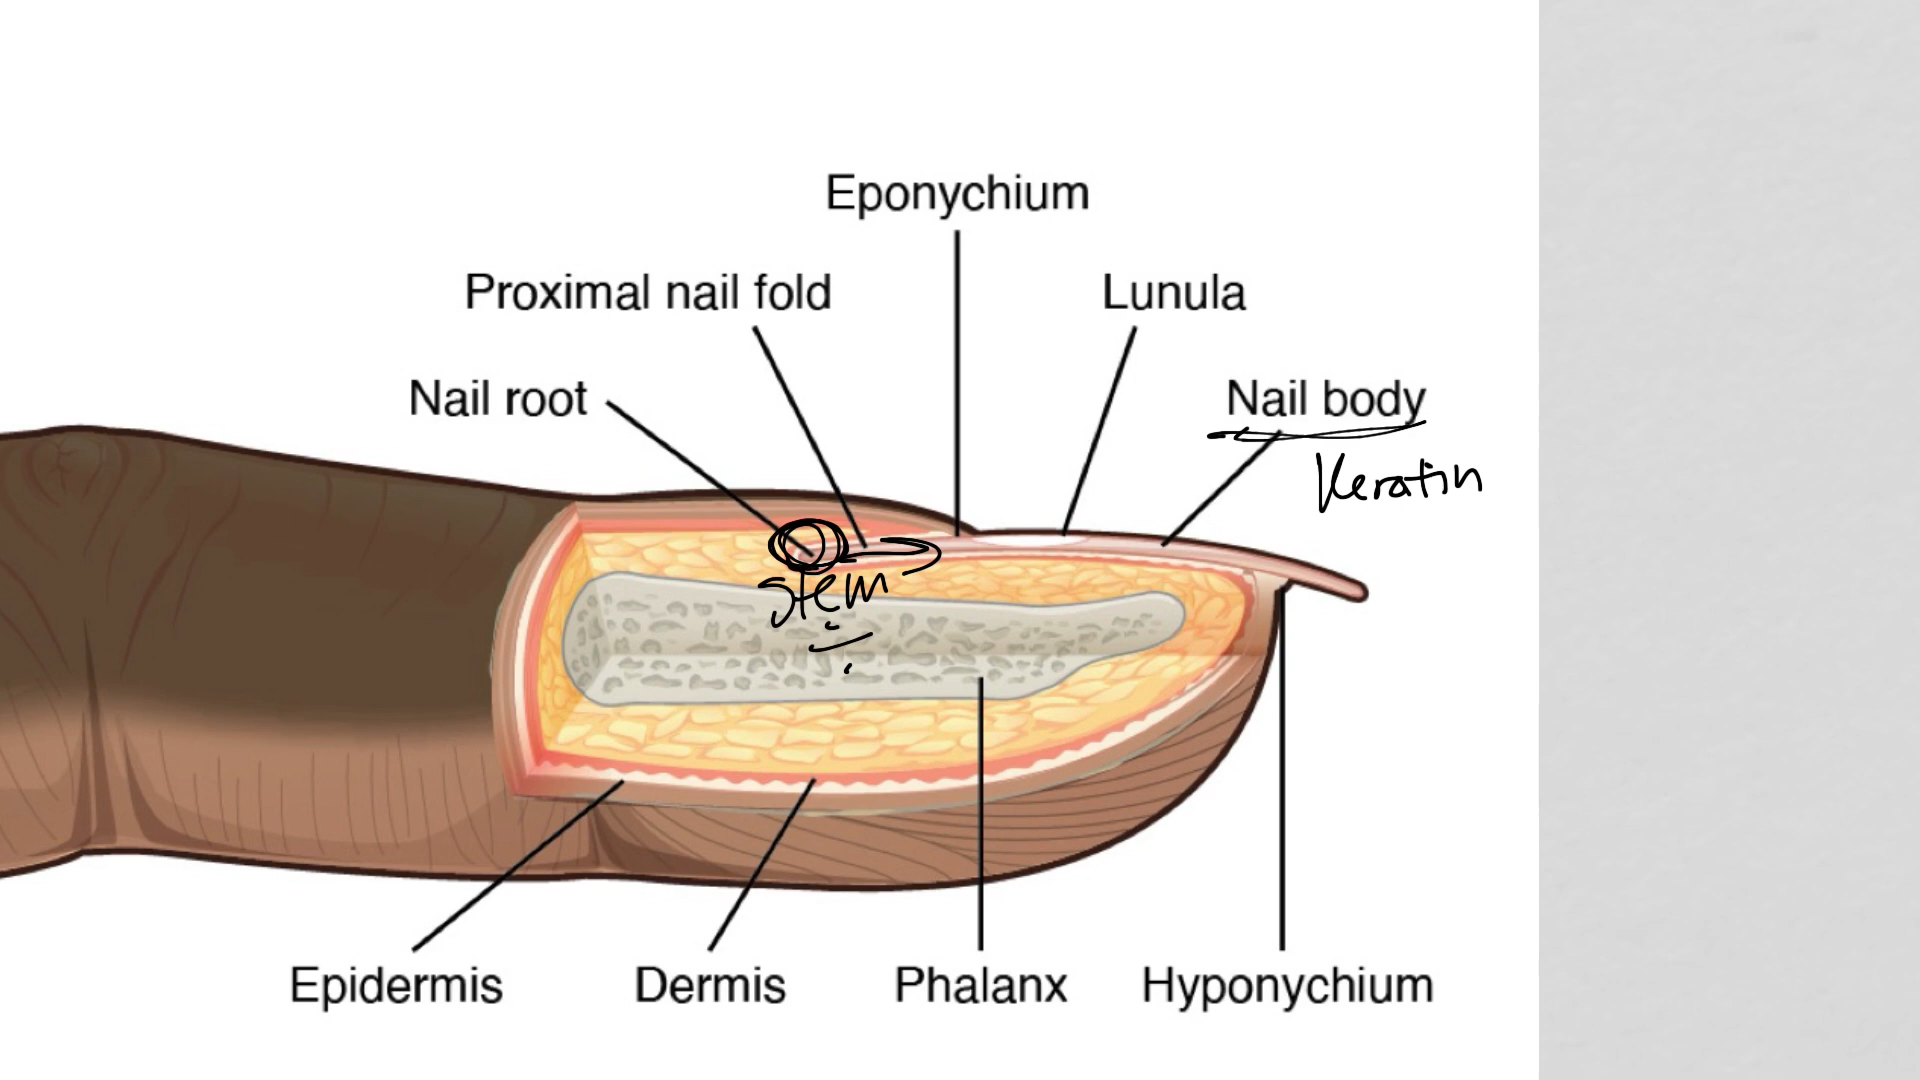 Eponychium
Proximal nail fold
Lunula
Nail root
Nail body
Keratin
stem
Epidermis
Dermis
Phalanx
Hyponychium